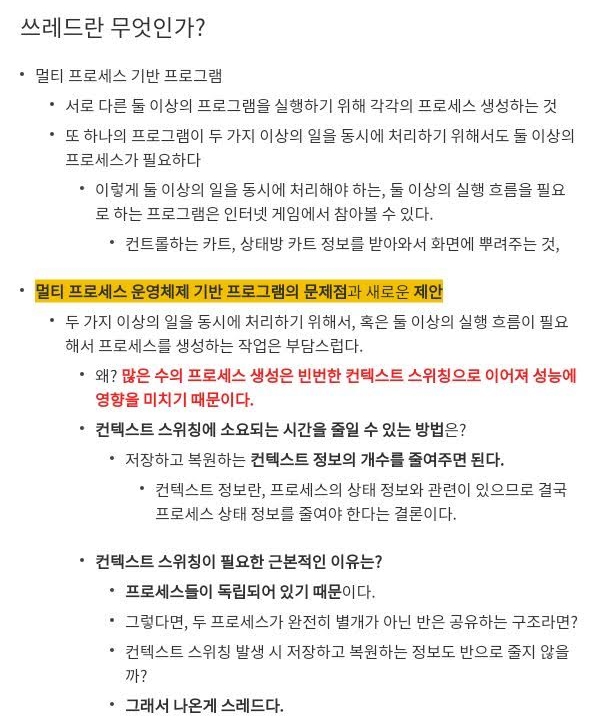 쓰레드란 무엇인가?
멀티 프로세스 기반 프로그램
서로 다른 둘 이상의 프로그램을 실행하기 위해 각각의 프로세스 생성하는 것
또 하나의 프로그램이 두 가지 이상의 일을 동시에 처리하기 위해서도 둘 이상의
프로세스가 필요하다
이렇게 둘 이상의 일을 동시에 처리해야 하는, 둘 이상의 실행 흐름을 필요
로 하는 프로그램은 인터넷 게임에서 참아볼 수 있다.
컨트롤하는 카트, 상태방 카트 정보를 받아와서 화면에 뿌려주는 것,
멀티 프로세스 운영체제 기반 프로그램의 문제점과 새로운 제안
두 가지 이상의 일을 동시에 처리하기 위해서, 혹은 둘 이상의 실행 흐름이 필요
해서 프로세스를 생성하는 작업은 부담스럽다.
왜? 많은 수의 프로세스 생성은 빈번한 컨텍스트 스위칭으로 이어져 성능에
영향을 미치기 때문이다.
컨텍스트 스위칭에 소요되는 시간을 줄일 수 있는 방법은?
저장하고 복원하는 컨텍스트 정보의 개수를 줄여주면 된다.
컨텍스트 정보란, 프로세스의 상태 정보와 관련이 있으므로 결국
프로세스 상태 정보를 줄여야 한다는 결론이다.
컨텍스트 스위칭이 필요한 근본적인 이유는?
프로세스들이 독립되어 있기 때문이다.
그렇다면, 두 프로세스가 완전히 별개가 아닌 반은 공유하는 구조라면?
컨텍스트 스위칭 발생 시 저장하고 복원하는 정보도 반으로 줄지 않을
까?
그래서 나온게 스레드다.